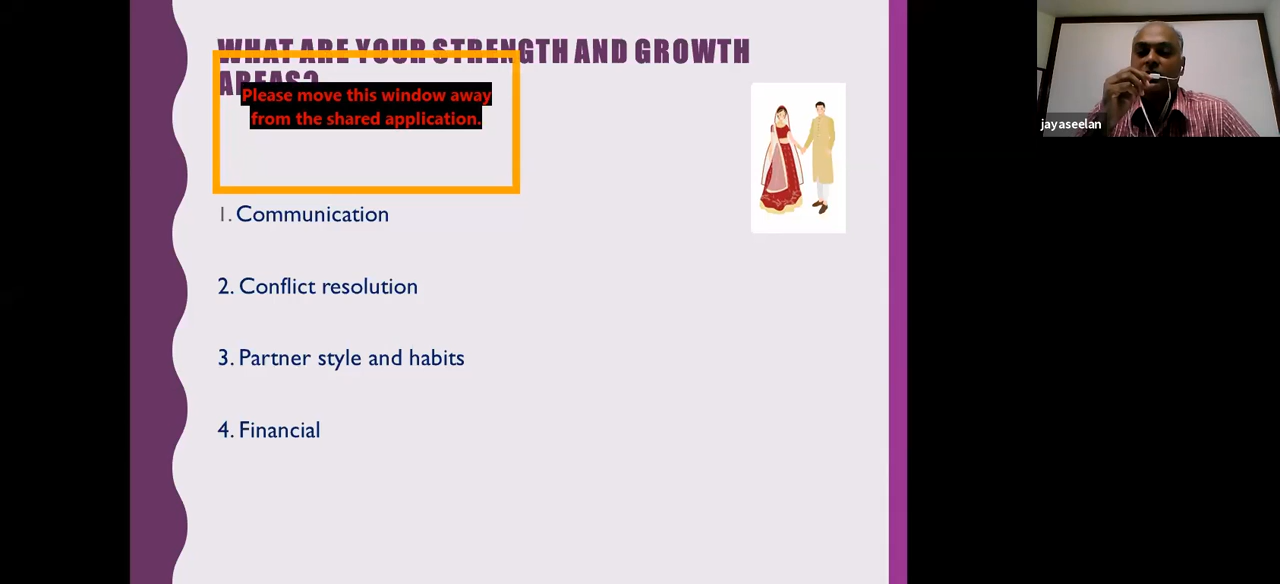 WHAT ARE YOUR STRENGTH AND GROWTH
AREAS?
Please move this window away
from the shared application.
1. Communication
2. Conflict resolution
3. Partner style and habits
4. Financial
jayaseelan